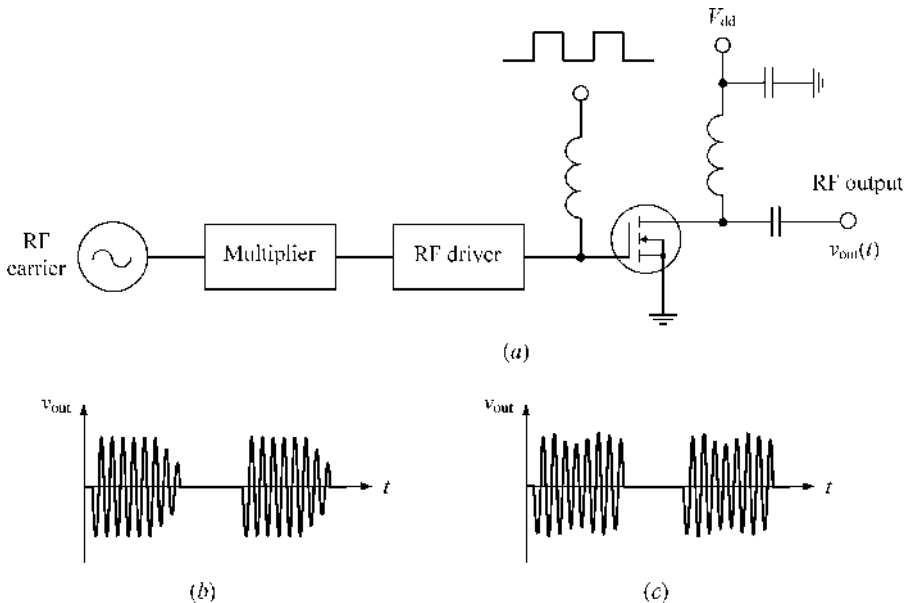 V_dd
RF output
RF
carrier
Multiplier
RF driver
v_out(t)
(a)
v_out
t
(b)
v_out
t
(c)